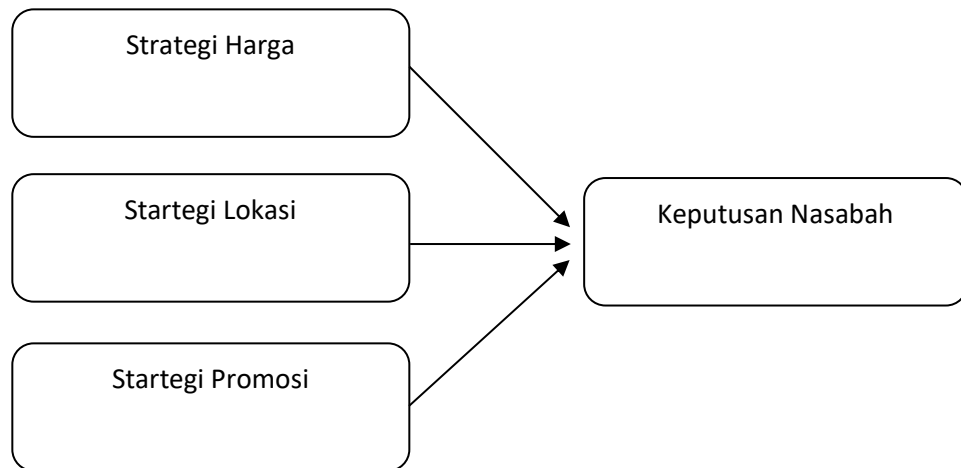 Strategi Harga
Startegi Lokasi
Keputusan Nasabah
Startegi Promosi